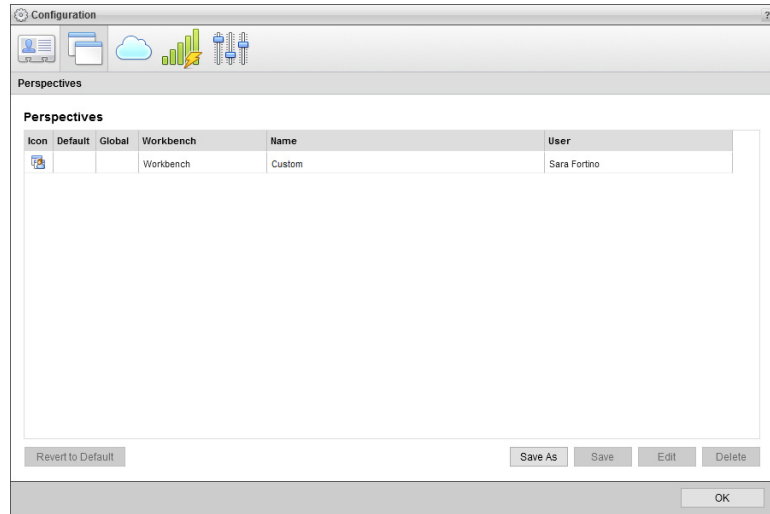 Configuration
?
Perspectives
Perspectives
Icon Default Global Workbench Name User
Workbench Custom Sara Fortino
Revert to Default Save As Save Edit Delete
OK